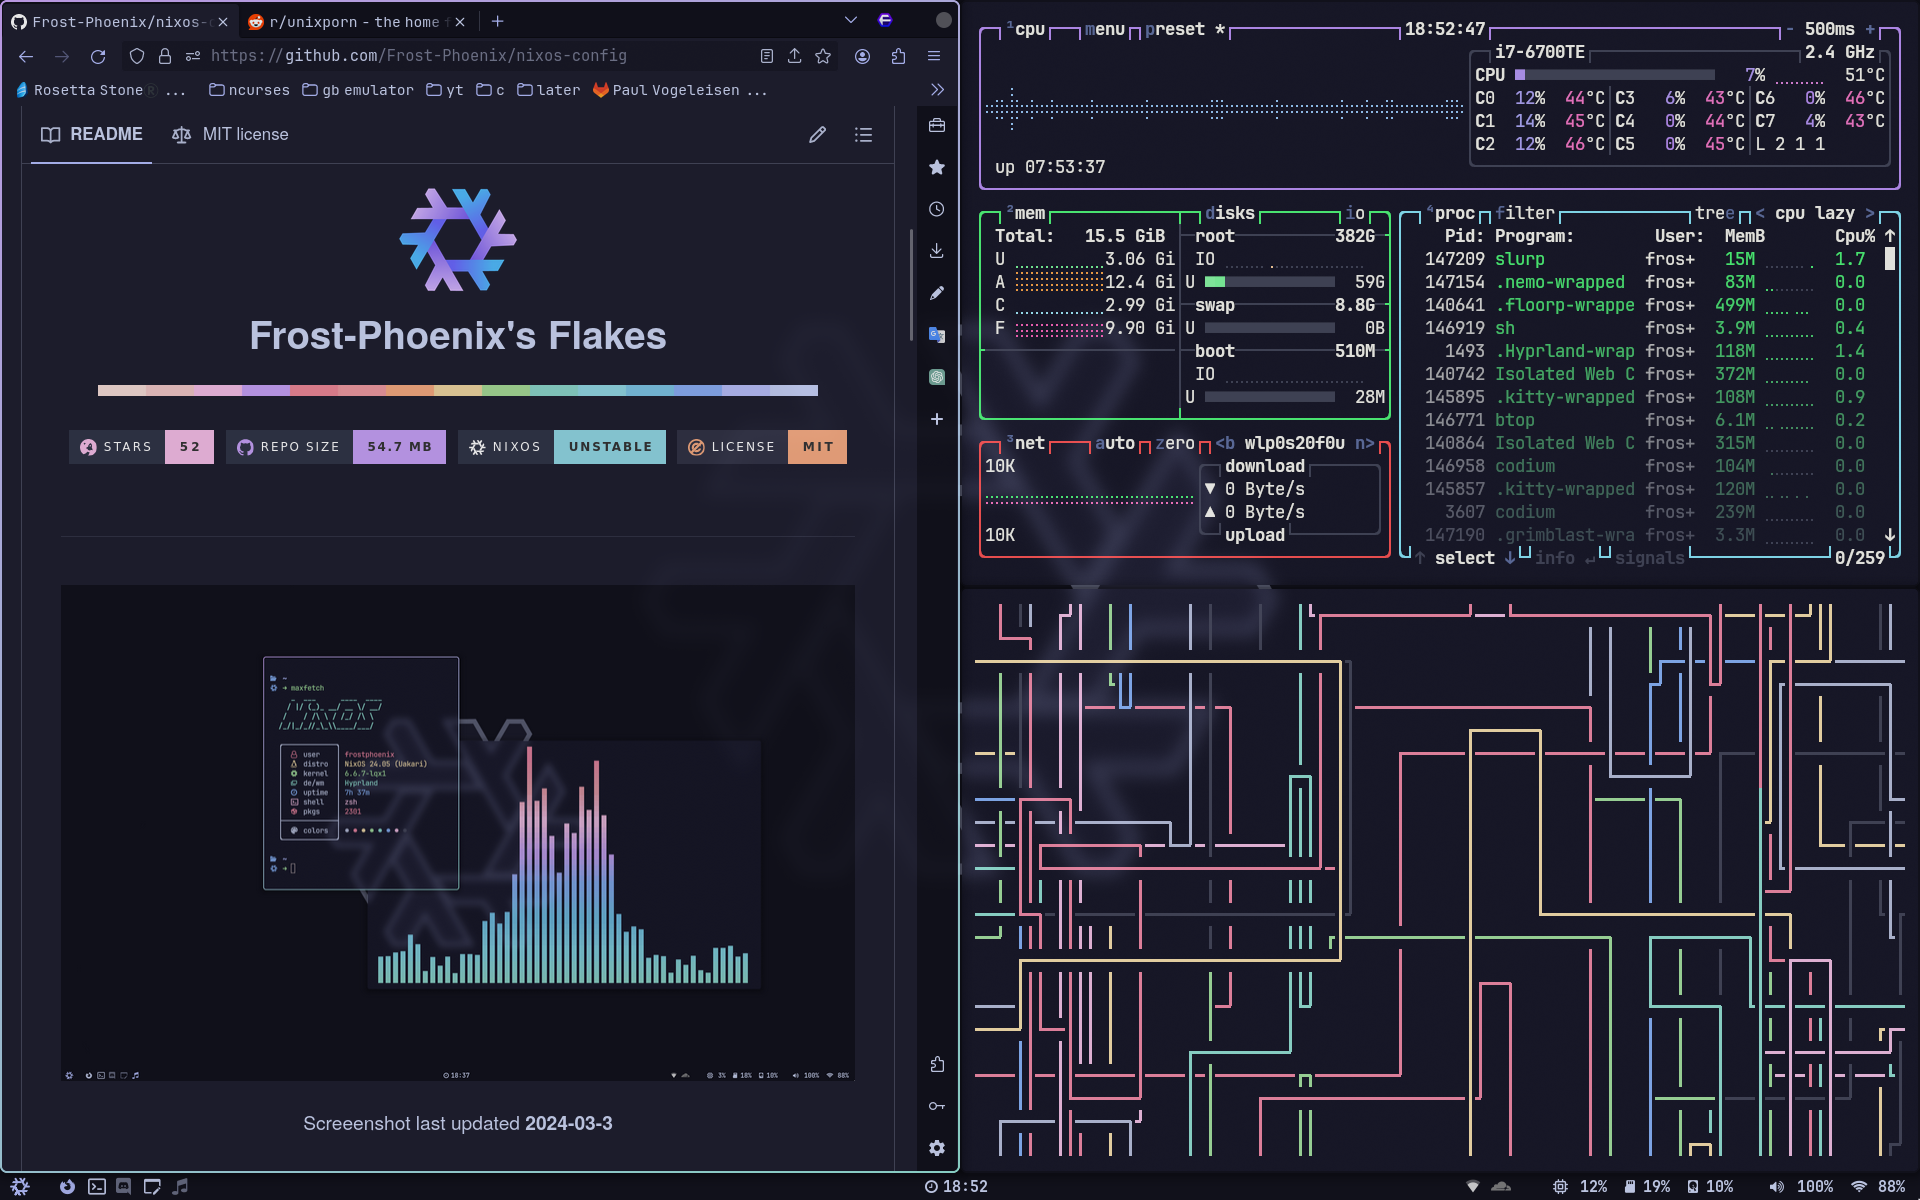 Frost-Phoenix/nixos-
r/unixporn - the home f
https://github.com/Frost-Phoenix/nixos-config
Rosetta Stone® ...
ncurses
gb emulator
yt
c
later
Paul Vogeleisen ...
README
MIT license
Frost-Phoenix's Flakes
STARS 52
REPO SIZE 54.7 MB
NIXOS UNSTABLE
LICENSE MIT
~
➜ maxfetch
user frostphoenix
distro NixOS 24.05 (Uakari)
kernel 6.6.7-lqx1
de/wm Hyprland
uptime 7h 37m
shell zsh
pkgs 2301
colors
~
➜
18:37
3% 18% 10% 100% 88%
Screeenshot last updated 2024-03-3
¹cpu menu preset * 18:52:47 - 500ms +
i7-6700TE 2.4 GHz
CPU 7% 51°C
C0 12% 44°C C3 6% 43°C C6 0% 46°C
C1 14% 45°C C4 0% 44°C C7 4% 43°C
C2 12% 46°C C5 0% 45°C L 2 1 1
up 07:53:37
²mem disks io
Total: 15.5 GiB
U 3.06 Gi
A 12.4 Gi
C 2.99 Gi
F 9.90 Gi
root 382G
IO
U 59G
swap 8.8G
U 0B
boot 510M
IO
U 28M
³net auto zero <b wlp0s20f0u n>
10K
download
▼ 0 Byte/s
▲ 0 Byte/s
upload
10K
⁴proc filter tree < cpu lazy >
Pid: Program: User: MemB Cpu% ↑
147209 slurp fros+ 15M 1.7
147154 .nemo-wrapped fros+ 83M 0.0
140641 .floorp-wrappe fros+ 499M 0.0
146919 sh fros+ 3.9M 0.4
1493 .Hyprland-wrap fros+ 118M 1.4
140742 Isolated Web C fros+ 372M 0.0
145895 .kitty-wrapped fros+ 108M 0.9
146771 btop fros+ 6.1M 0.2
140864 Isolated Web C fros+ 315M 0.0
146958 codium fros+ 104M 0.0
145857 .kitty-wrapped fros+ 120M 0.0
3607 codium fros+ 239M 0.0
147190 .grimblast-wra fros+ 3.3M 0.0 ↓
↑ select ↓ info ↵ signals 0/259
18:52
12% 19% 10% 100% 88%